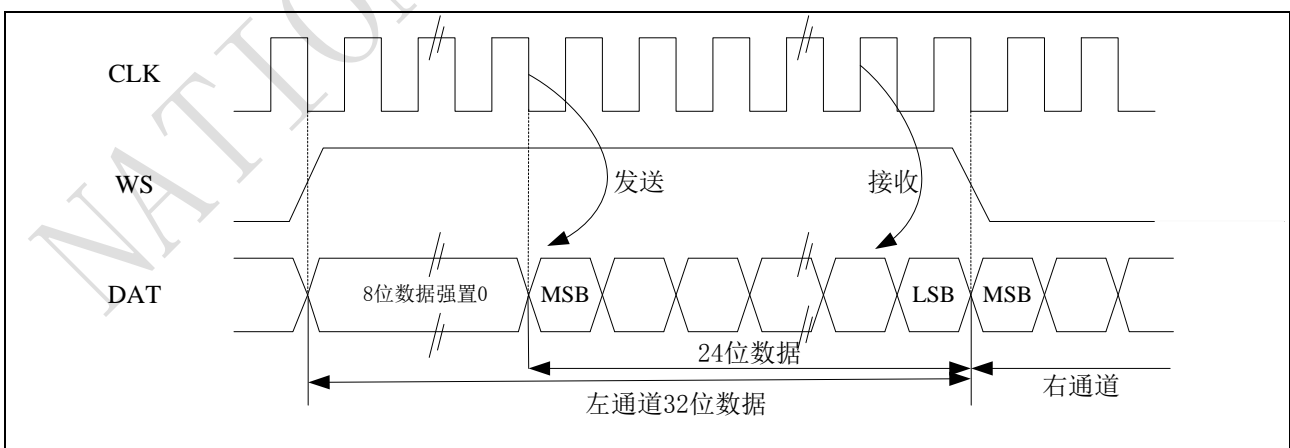 NATION
CLK
WS
发送
接收
DAT
8位数据强置0
MSB
LSB
MSB
24位数据
右通道
左通道32位数据